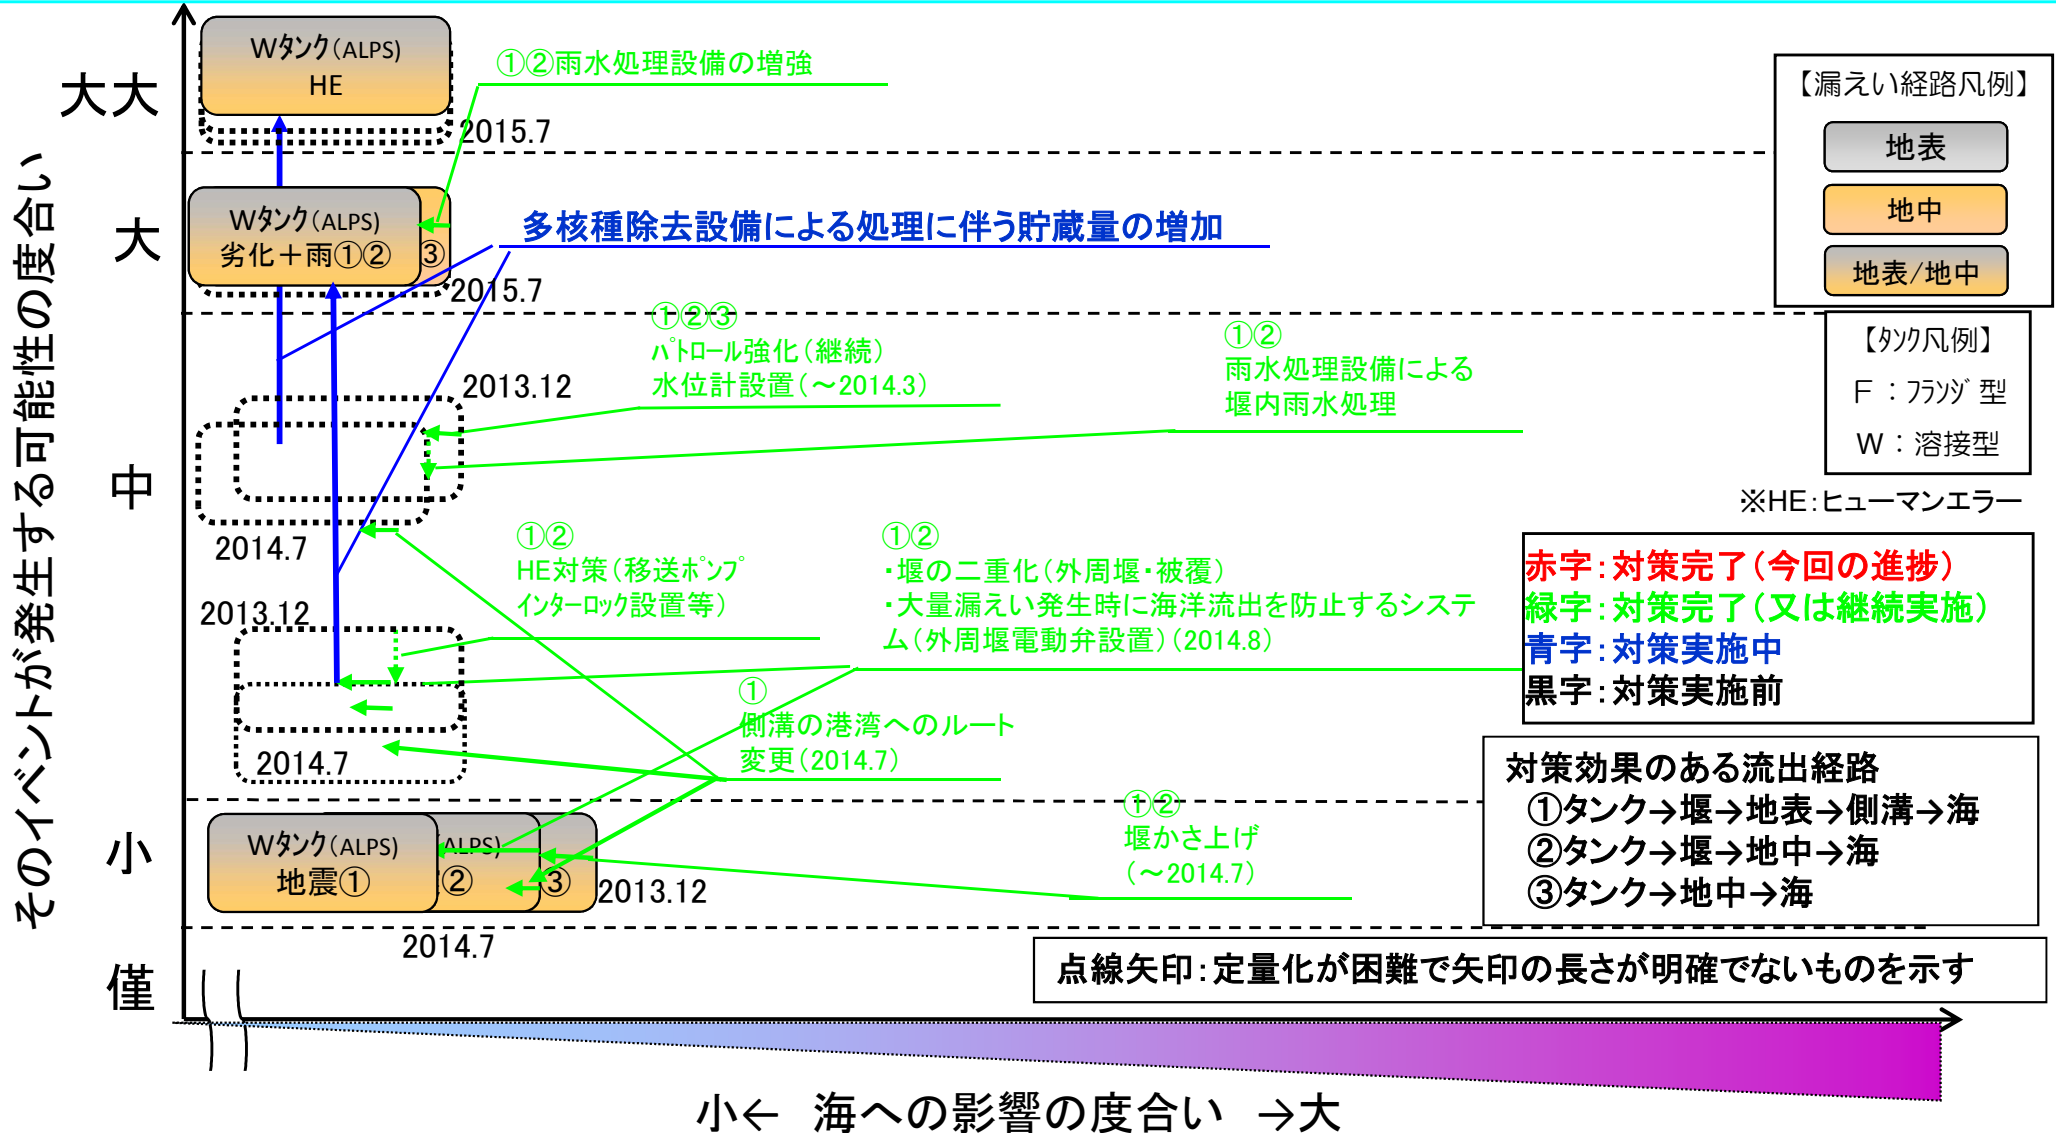 そのイベントが発生する可能性の度合い
大大
大
中
小
僅
Wタンク(ALPS)
HE
2015.7
①②雨水処理設備の増強
Wタンク(ALPS)
劣化＋雨①②
③
2015.7
多核種除去設備による処理に伴う貯蔵量の増加
①②③
パトロール強化（継続）
水位計設置（～2014.3）
①②
雨水処理設備による
堰内雨水処理
2013.12
2014.7
①②
HE対策（移送ポンプ
インターロック設置等）
①②
・堰の二重化（外周堰・被覆）
・大量漏えい発生時に海洋流出を防止するシステ
ム（外周堰電動弁設置）（2014.8）
2013.12
2014.7
①
側溝の港湾へのルート
変更（2014.7）
①②
堰かさ上げ
（～2014.7）
Wタンク(ALPS)
地震①
ALPS)
②
③
2013.12
2014.7
【漏えい経路凡例】
地表
地中
地表/地中
【タンク凡例】
F：フランジ型
W：溶接型
※HE：ヒューマンエラー
赤字：対策完了（今回の進捗）
緑字：対策完了（又は継続実施）
青字：対策実施中
黒字：対策実施前
対策効果のある流出経路
①タンク→堰→地表→側溝→海
②タンク→堰→地中→海
③タンク→地中→海
点線矢印：定量化が困難で矢印の長さが明確でないものを示す
小← 海への影響の度合い →大